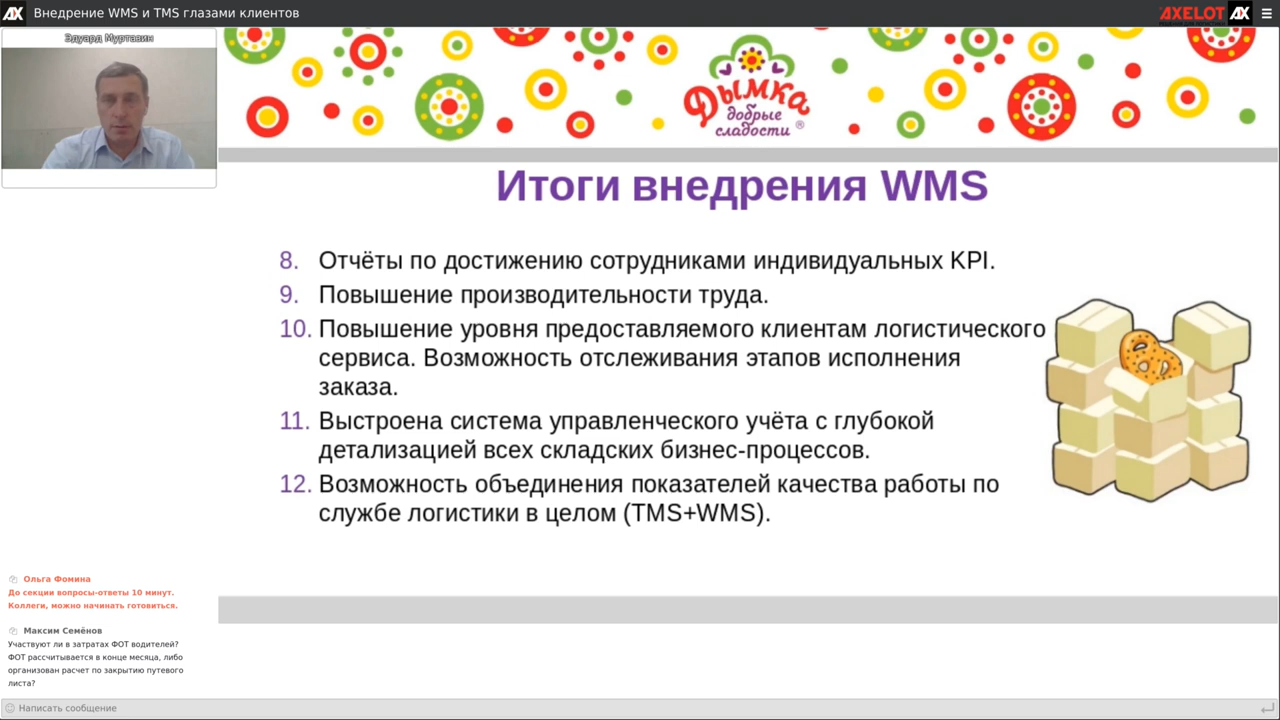 Внедрение WMS и TMS глазами клиентов
AXELOT
AX
Эдуард Муртазин
Дымка
добрые
сладости ®
Итоги внедрения WMS
8. Отчёты по достижению сотрудниками индивидуальных KPI.
9. Повышение производительности труда.
10. Повышение уровня предоставляемого клиентам логистического
сервиса. Возможность отслеживания этапов исполнения
заказа.
11. Выстроена система управленческого учёта с глубокой
детализацией всех складских бизнес-процессов.
12. Возможность объединения показателей качества работы по
службе логистики в целом (TMS+WMS).
Ольга Фомина
До секции вопросы-ответы 10 минут.
Коллеги, можно начинать готовиться.
Максим Семёнов
Участвуют ли в затратах ФОТ водителей?
ФОТ рассчитывается в конце месяца, либо
организован расчет по закрытию путевого
листа?
Написать сообщение